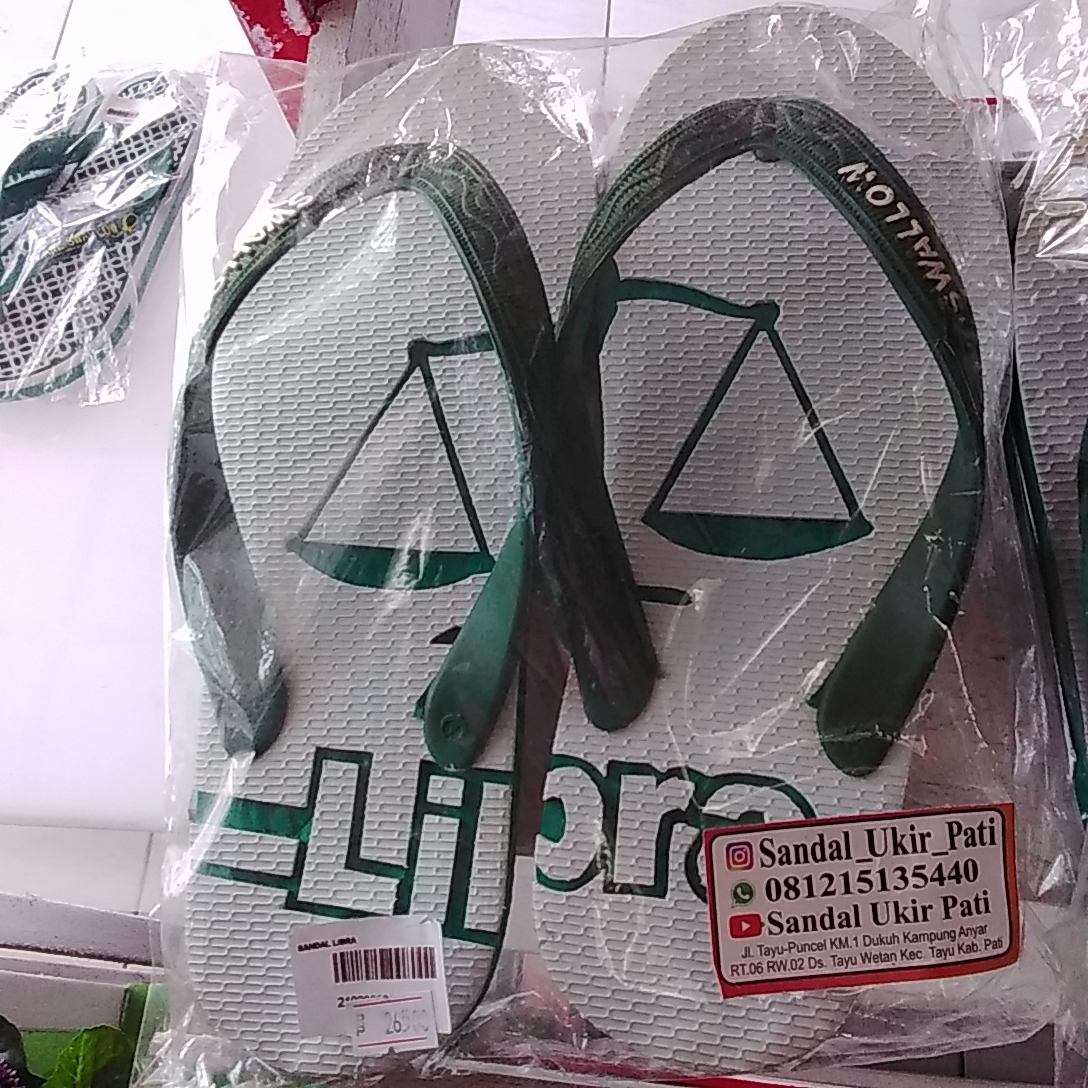 SWALLOW
Libra
Sandal_Ukir_Pati
081215135440
Sandal Ukir Pati
Jl. Tayu-Puncel KM.1 Dukuh Kampung Anyar
RT.06 RW.02 Ds. Tayu Wetan Kec. Tayu Kab. Pati
SANDAL LIBRA